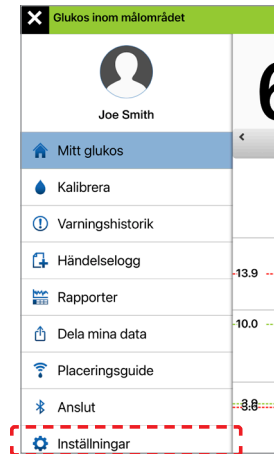 Glukos inom målområdet
Joe Smith
Mitt glukos
Kalibrera
Varningshistorik
Händelselogg
Rapporter
Dela mina data
Placeringsguide
Anslut
Inställningar
13.9
10.0